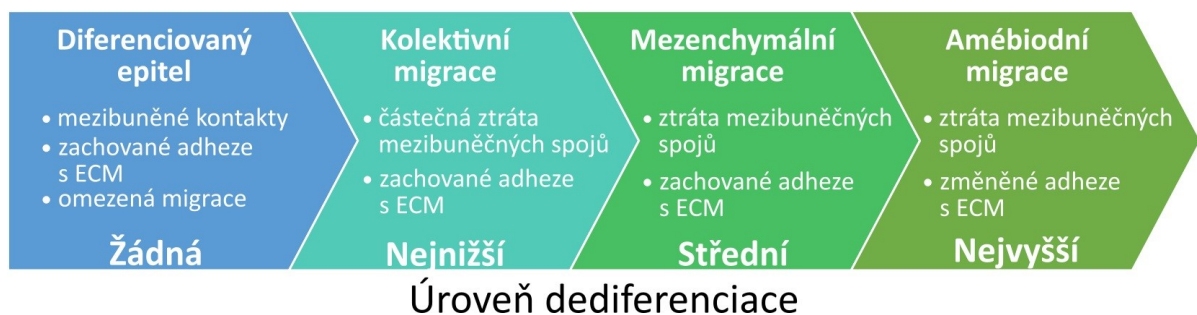 Diferenciovaný
epitel
• mezibuněné kontakty
• zachované adheze
s ECM
• omezená migrace
Žádná
Kolektivní
migrace
• částečná ztráta
mezibuněčných spojů
• zachované adheze
s ECM
Nejnižší
Mezenchymální
migrace
• ztráta mezibuněčných
spojů
• zachované adheze
s ECM
Střední
Amébiodní
migrace
• ztráta mezibuněčných
spojů
• změněné adheze
s ECM
Nejvyšší
Úroveň dediferenciace